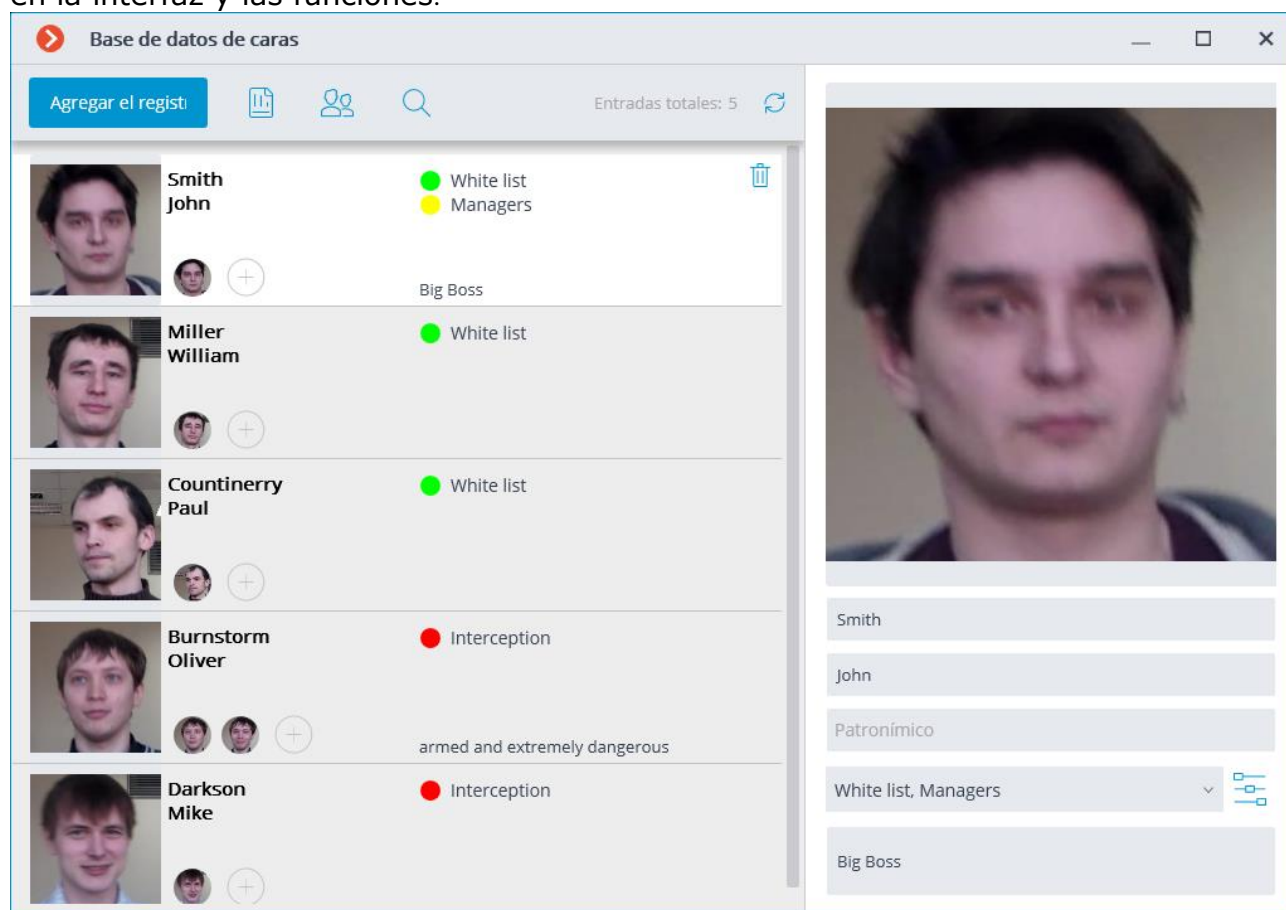 en la interfaz y las funciones.
Base de datos de caras
Agregar el regist
Entradas totales: 5
Smith
John
White list
Managers
Big Boss
Miller
William
White list
Countinerry
Paul
White list
Burnstorm
Oliver
Interception
armed and extremely dangerous
Darkson
Mike
Interception
Smith
John
Patronímico
White list, Managers
Big Boss